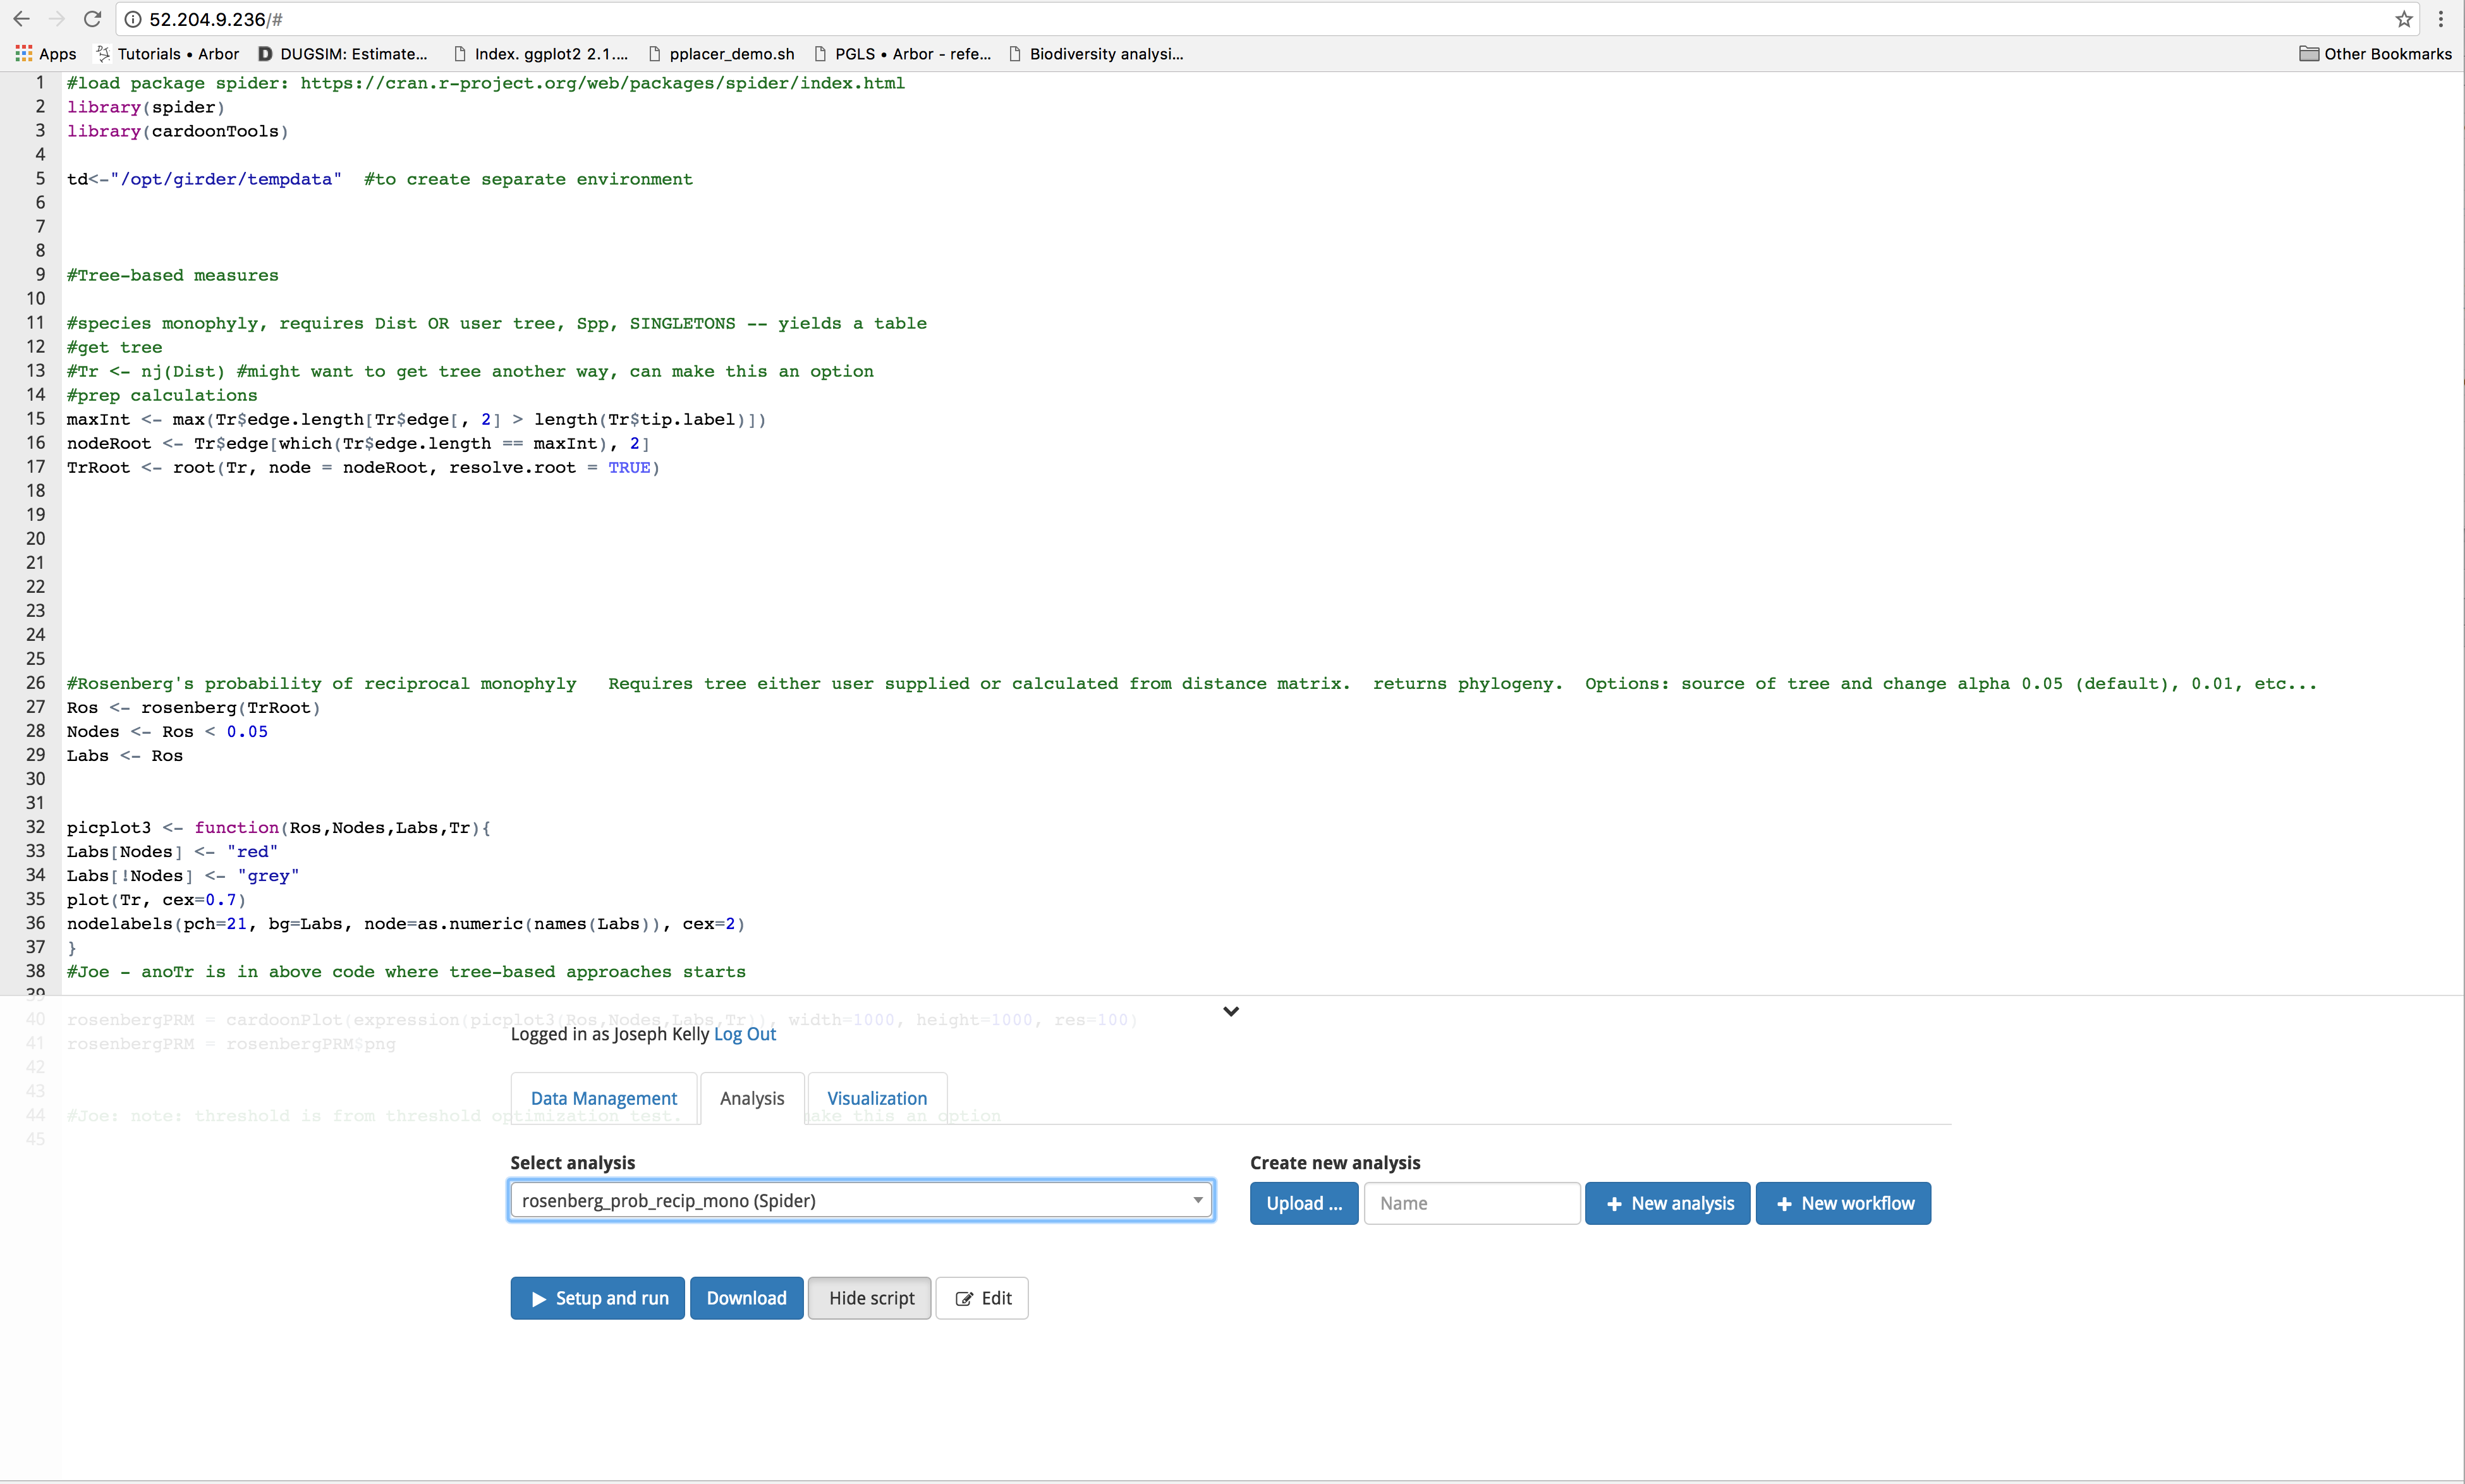 52.204.9.236/#
Apps Tutorials • Arbor DUGSIM: Estimate... Index. ggplot2 2.1.... pplacer_demo.sh PGLS • Arbor - refe... Biodiversity analysi... Other Bookmarks
1 #load package spider: https://cran.r-project.org/web/packages/spider/index.html
2 library(spider)
3 library(cardoonTools)
4
5 td<-"/opt/girder/tempdata"  #to create separate environment
6
7
8
9 #Tree-based measures
10
11 #species monophyly, requires Dist OR user tree, Spp, SINGLETONS -- yields a table
12 #get tree
13 #Tr <- nj(Dist) #might want to get tree another way, can make this an option
14 #prep calculations
15 maxInt <- max(Tr$edge.length[Tr$edge[, 2] > length(Tr$tip.label)])
16 nodeRoot <- Tr$edge[which(Tr$edge.length == maxInt), 2]
17 TrRoot <- root(Tr, node = nodeRoot, resolve.root = TRUE)
18
19
20
21
22
23
24
25
26 #Rosenberg's probability of reciprocal monophyly   Requires tree either user supplied or calculated from distance matrix.  returns phylogeny.  Options: source of tree and change alpha 0.05 (default), 0.01, etc...
27 Ros <- rosenberg(TrRoot)
28 Nodes <- Ros < 0.05
29 Labs <- Ros
30
31
32 picplot3 <- function(Ros,Nodes,Labs,Tr){
33 Labs[Nodes] <- "red"
34 Labs[!Nodes] <- "grey"
35 plot(Tr, cex=0.7)
36 nodelabels(pch=21, bg=Labs, node=as.numeric(names(Labs)), cex=2)
37 }
38 #Joe - anoTr is in above code where tree-based approaches starts
39
40 rosenbergPRM = cardoonPlot(expression(picplot3(Ros,Nodes,Labs,Tr)), width=1000, height=1000, res=100)
Logged in as Joseph Kelly Log Out
41 rosenbergPRM = rosenbergPRM$png
42
43
Data Management Analysis Visualization
44 #Joe: note: threshold is from threshold optimization test. make this an option
45
Select analysis Create new analysis
rosenberg_prob_recip_mono (Spider) Upload ... Name + New analysis + New workflow
Setup and run Download Hide script Edit